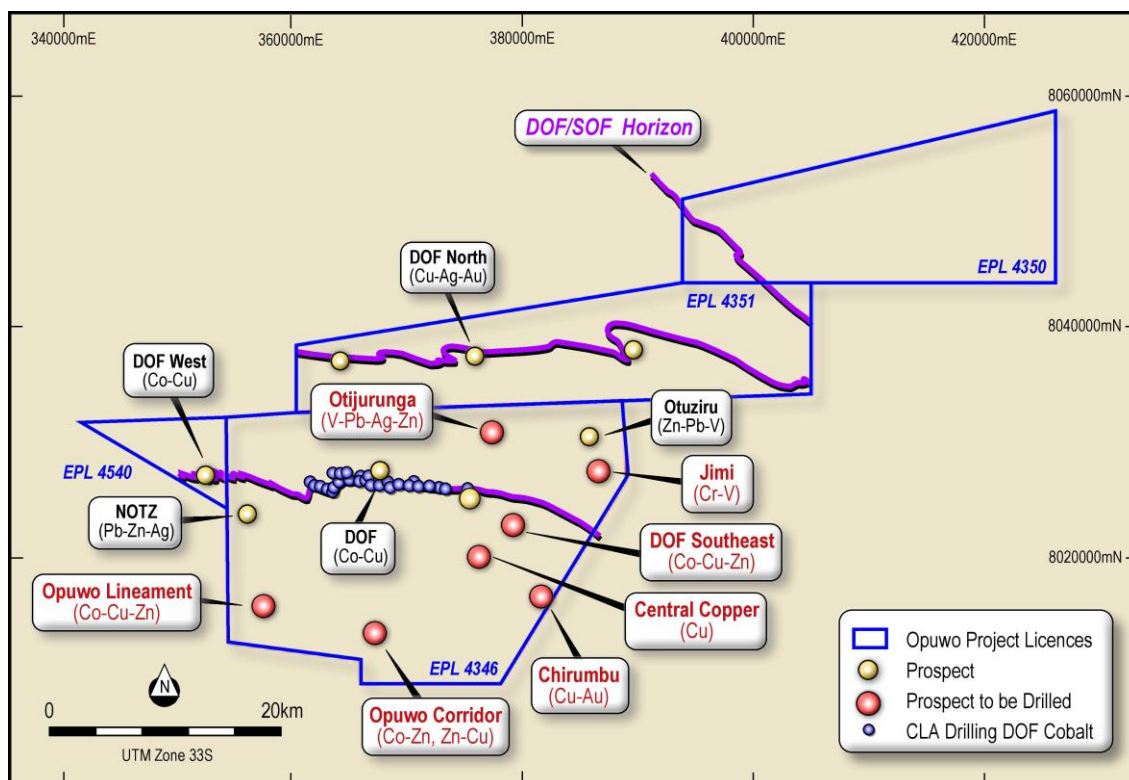 340000mE
360000mE
380000mE
400000mE
420000mE
8060000mN
DOF/SOF Horizon
EPL 4350
EPL 4351
DOF North
(Cu-Ag-Au)
8040000mN
DOF West
(Co-Cu)
Otijurunga
(V-Pb-Ag-Zn)
Otuziru
(Zn-Pb-V)
EPL 4540
Jimi
(Cr-V)
NOTZ
(Pb-Zn-Ag)
DOF
(Co-Cu)
DOF Southeast
(Co-Cu-Zn)
8020000mN
Opuwo Lineament
(Co-Cu-Zn)
Central Copper
(Cu)
EPL 4346
Chirumbu
(Cu-Au)
Opuwo Corridor
(Co-Zn, Zn-Cu)
N
0
20km
UTM Zone 33S
Opuwo Project Licences
Prospect
Prospect to be Drilled
CLA Drilling DOF Cobalt